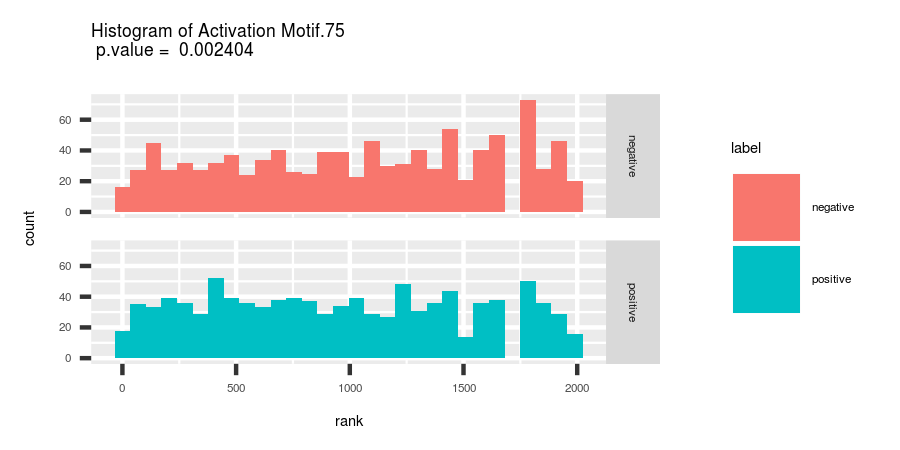 Histogram of Activation Motif.75
p.value = 0.002404
count
60
40
20
0
negative
60
40
20
0
positive
0 500 1000 1500 2000
rank
label
negative
positive